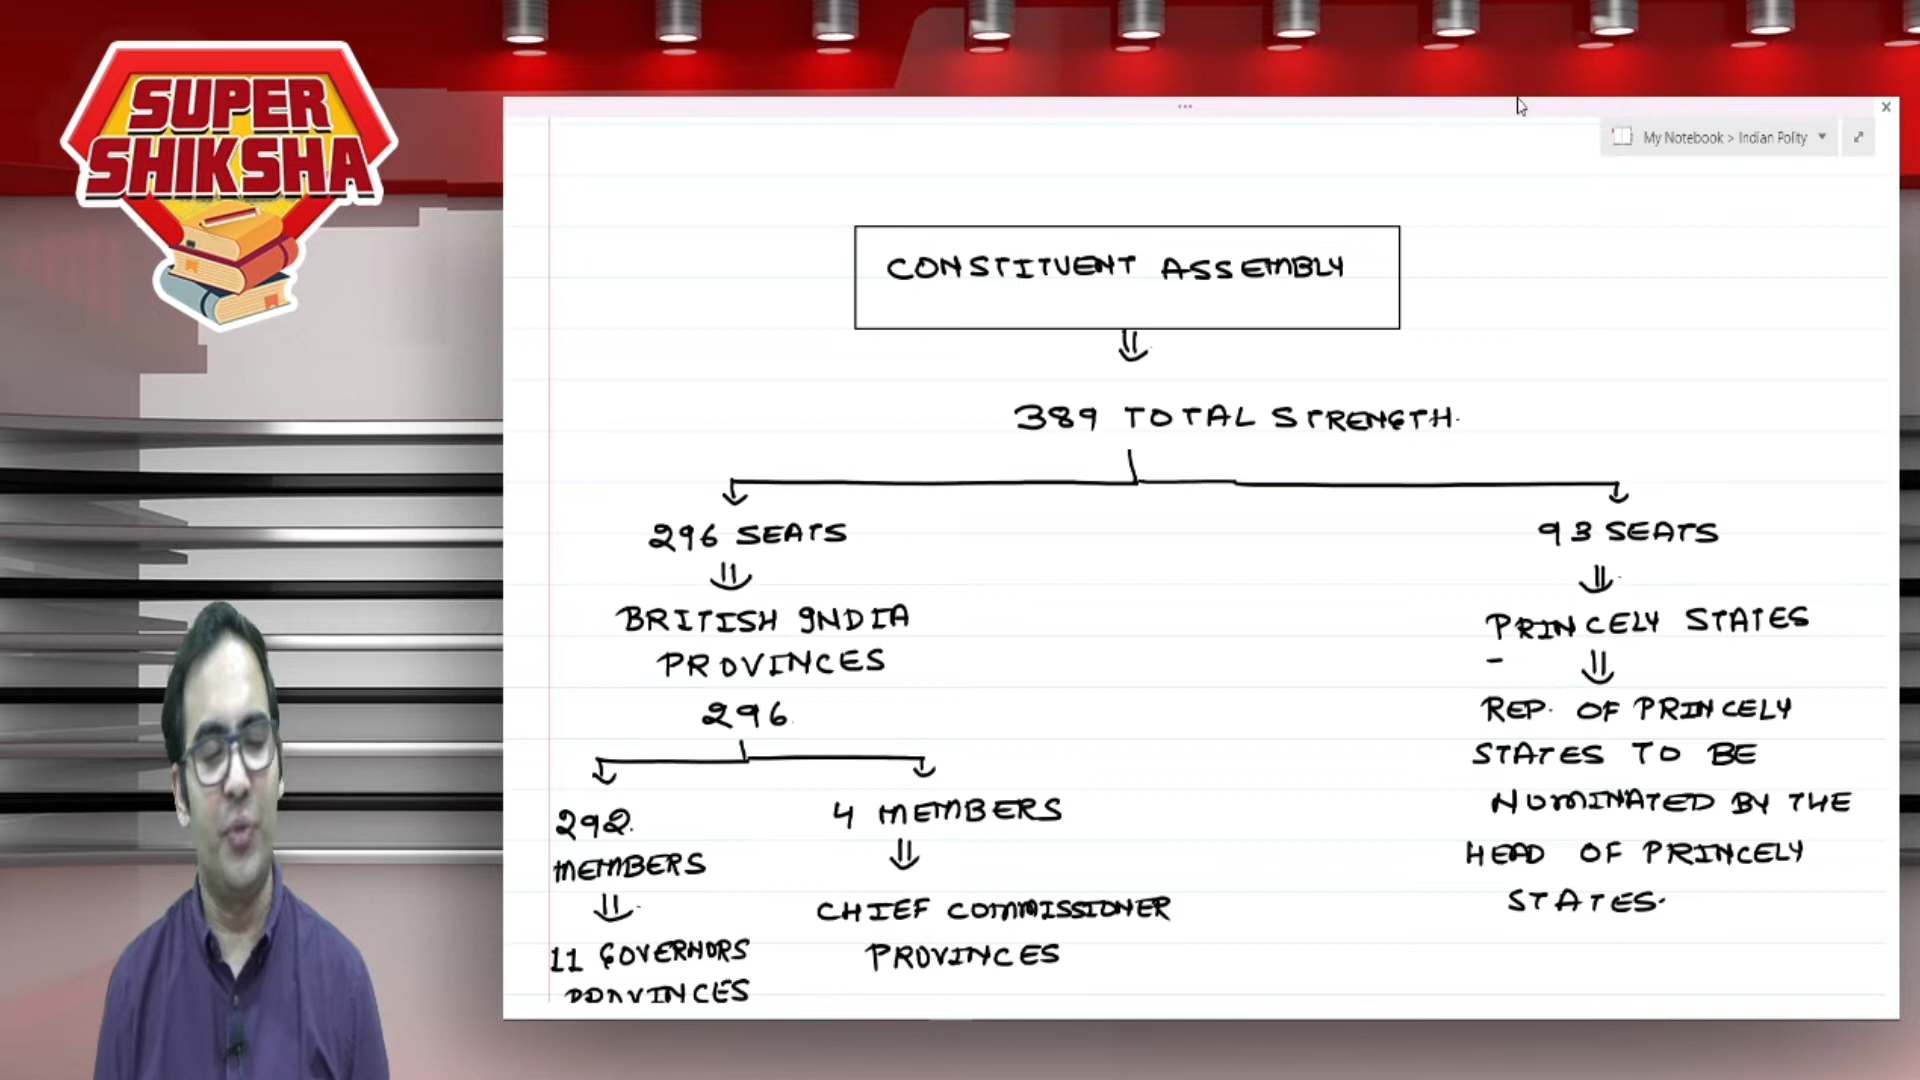 SUPER
SHIKSHA
My Notebook > Indian Polity
CONSTITUENT ASSEMBLY
389 TOTAL STRENGTH.
296 SEATS
93 SEATS
BRITISH INDIA
PROVINCES
PRINCELY STATES
296
REP. OF PRINCELY
STATES TO BE
NOMINATED BY THE
HEAD OF PRINCELY
STATES.
292
MEMBERS
4 MEMBERS
11 GOVERNORS
PROVINCES
CHIEF COMMISSIONER
PROVINCES